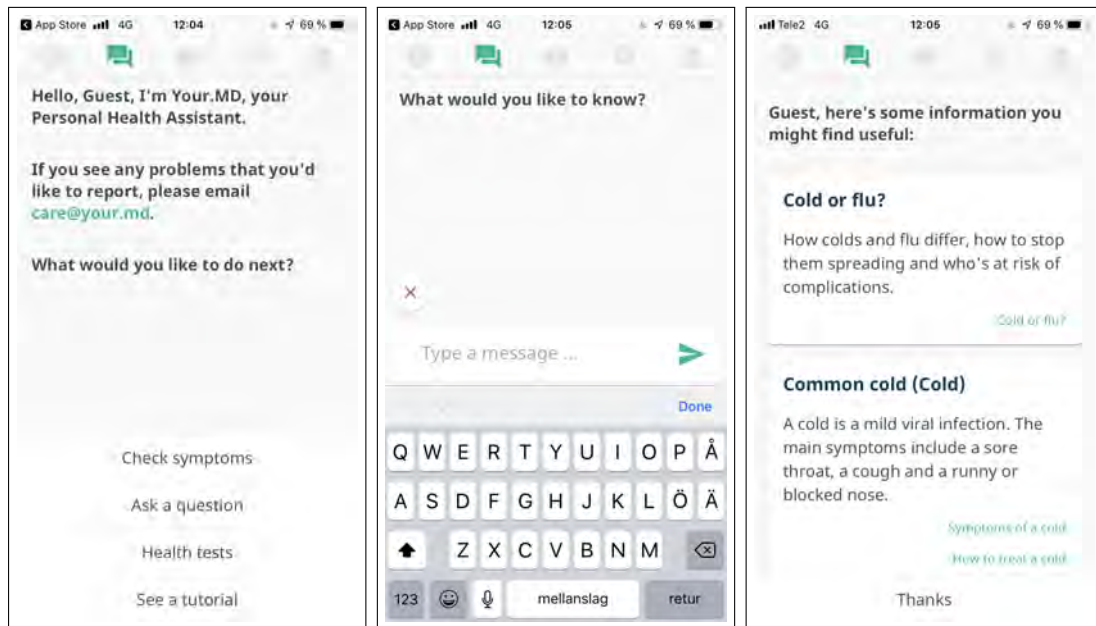 App Store 4G 12:04 69 %
Hello, Guest, I'm Your.MD, your
Personal Health Assistant.
If you see any problems that you'd
like to report, please email
care@your.md.
What would you like to do next?
Check symptoms
Ask a question
Health tests
See a tutorial
App Store 4G 12:05 69 %
What would you like to know?
Type a message ...
Done
Q W E R T Y U I O P Å
A S D F G H J K L Ö Ä
Z X C V B N M
123 mellanslag retur
Tele2 4G 12:05 69 %
Guest, here's some information you
might find useful:
Cold or flu?
How colds and flu differ, how to stop
them spreading and who's at risk of
complications.
Cold or flu?
Common cold (Cold)
A cold is a mild viral infection. The
main symptoms include a sore
throat, a cough and a runny or
blocked nose.
Symptoms of a cold
How to treat a cold
Thanks